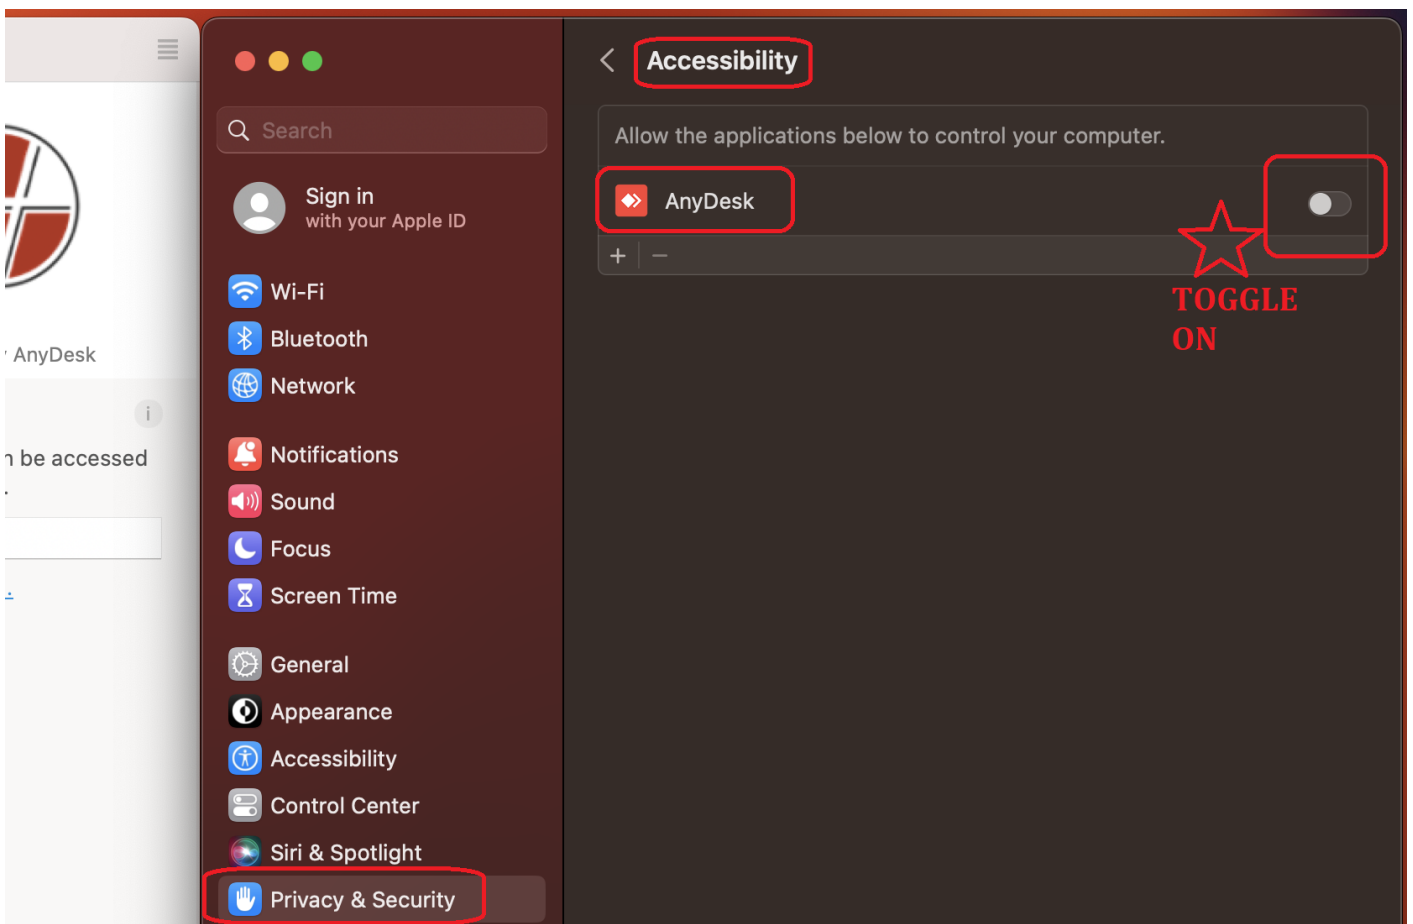 Accessibility
Search
Allow the applications below to control your computer.
Sign in
with your Apple ID
AnyDesk
+ −
TOGGLE
ON
Wi-Fi
Bluetooth
AnyDesk
Network
i
Notifications
be accessed
Sound
Focus
Screen Time
General
Appearance
Accessibility
Control Center
Siri & Spotlight
Privacy & Security